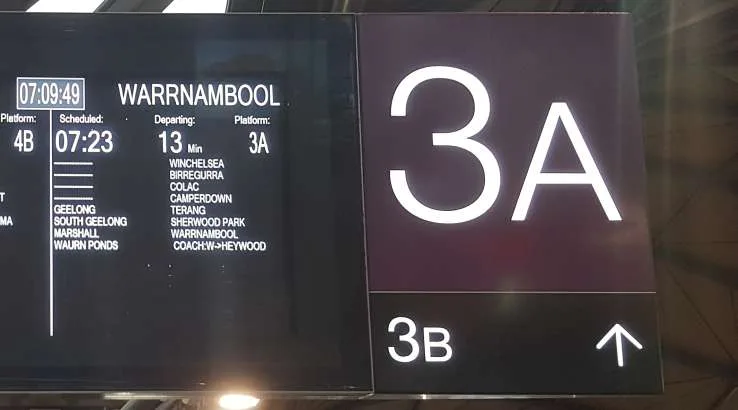 07:09:49 WARRNAMBOOL
Platform: Scheduled: Departing: Platform:
4B 07:23 13 Min 3A
WINCHELSEA
BIRREGURRA
COLAC
CAMPERDOWN
T GEELONG TERANG
MA SOUTH GEELONG SHERWOOD PARK
MARSHALL WARRNAMBOOL
WAURN PONDS COACH:W->HEYWOOD
3A
3B ↑